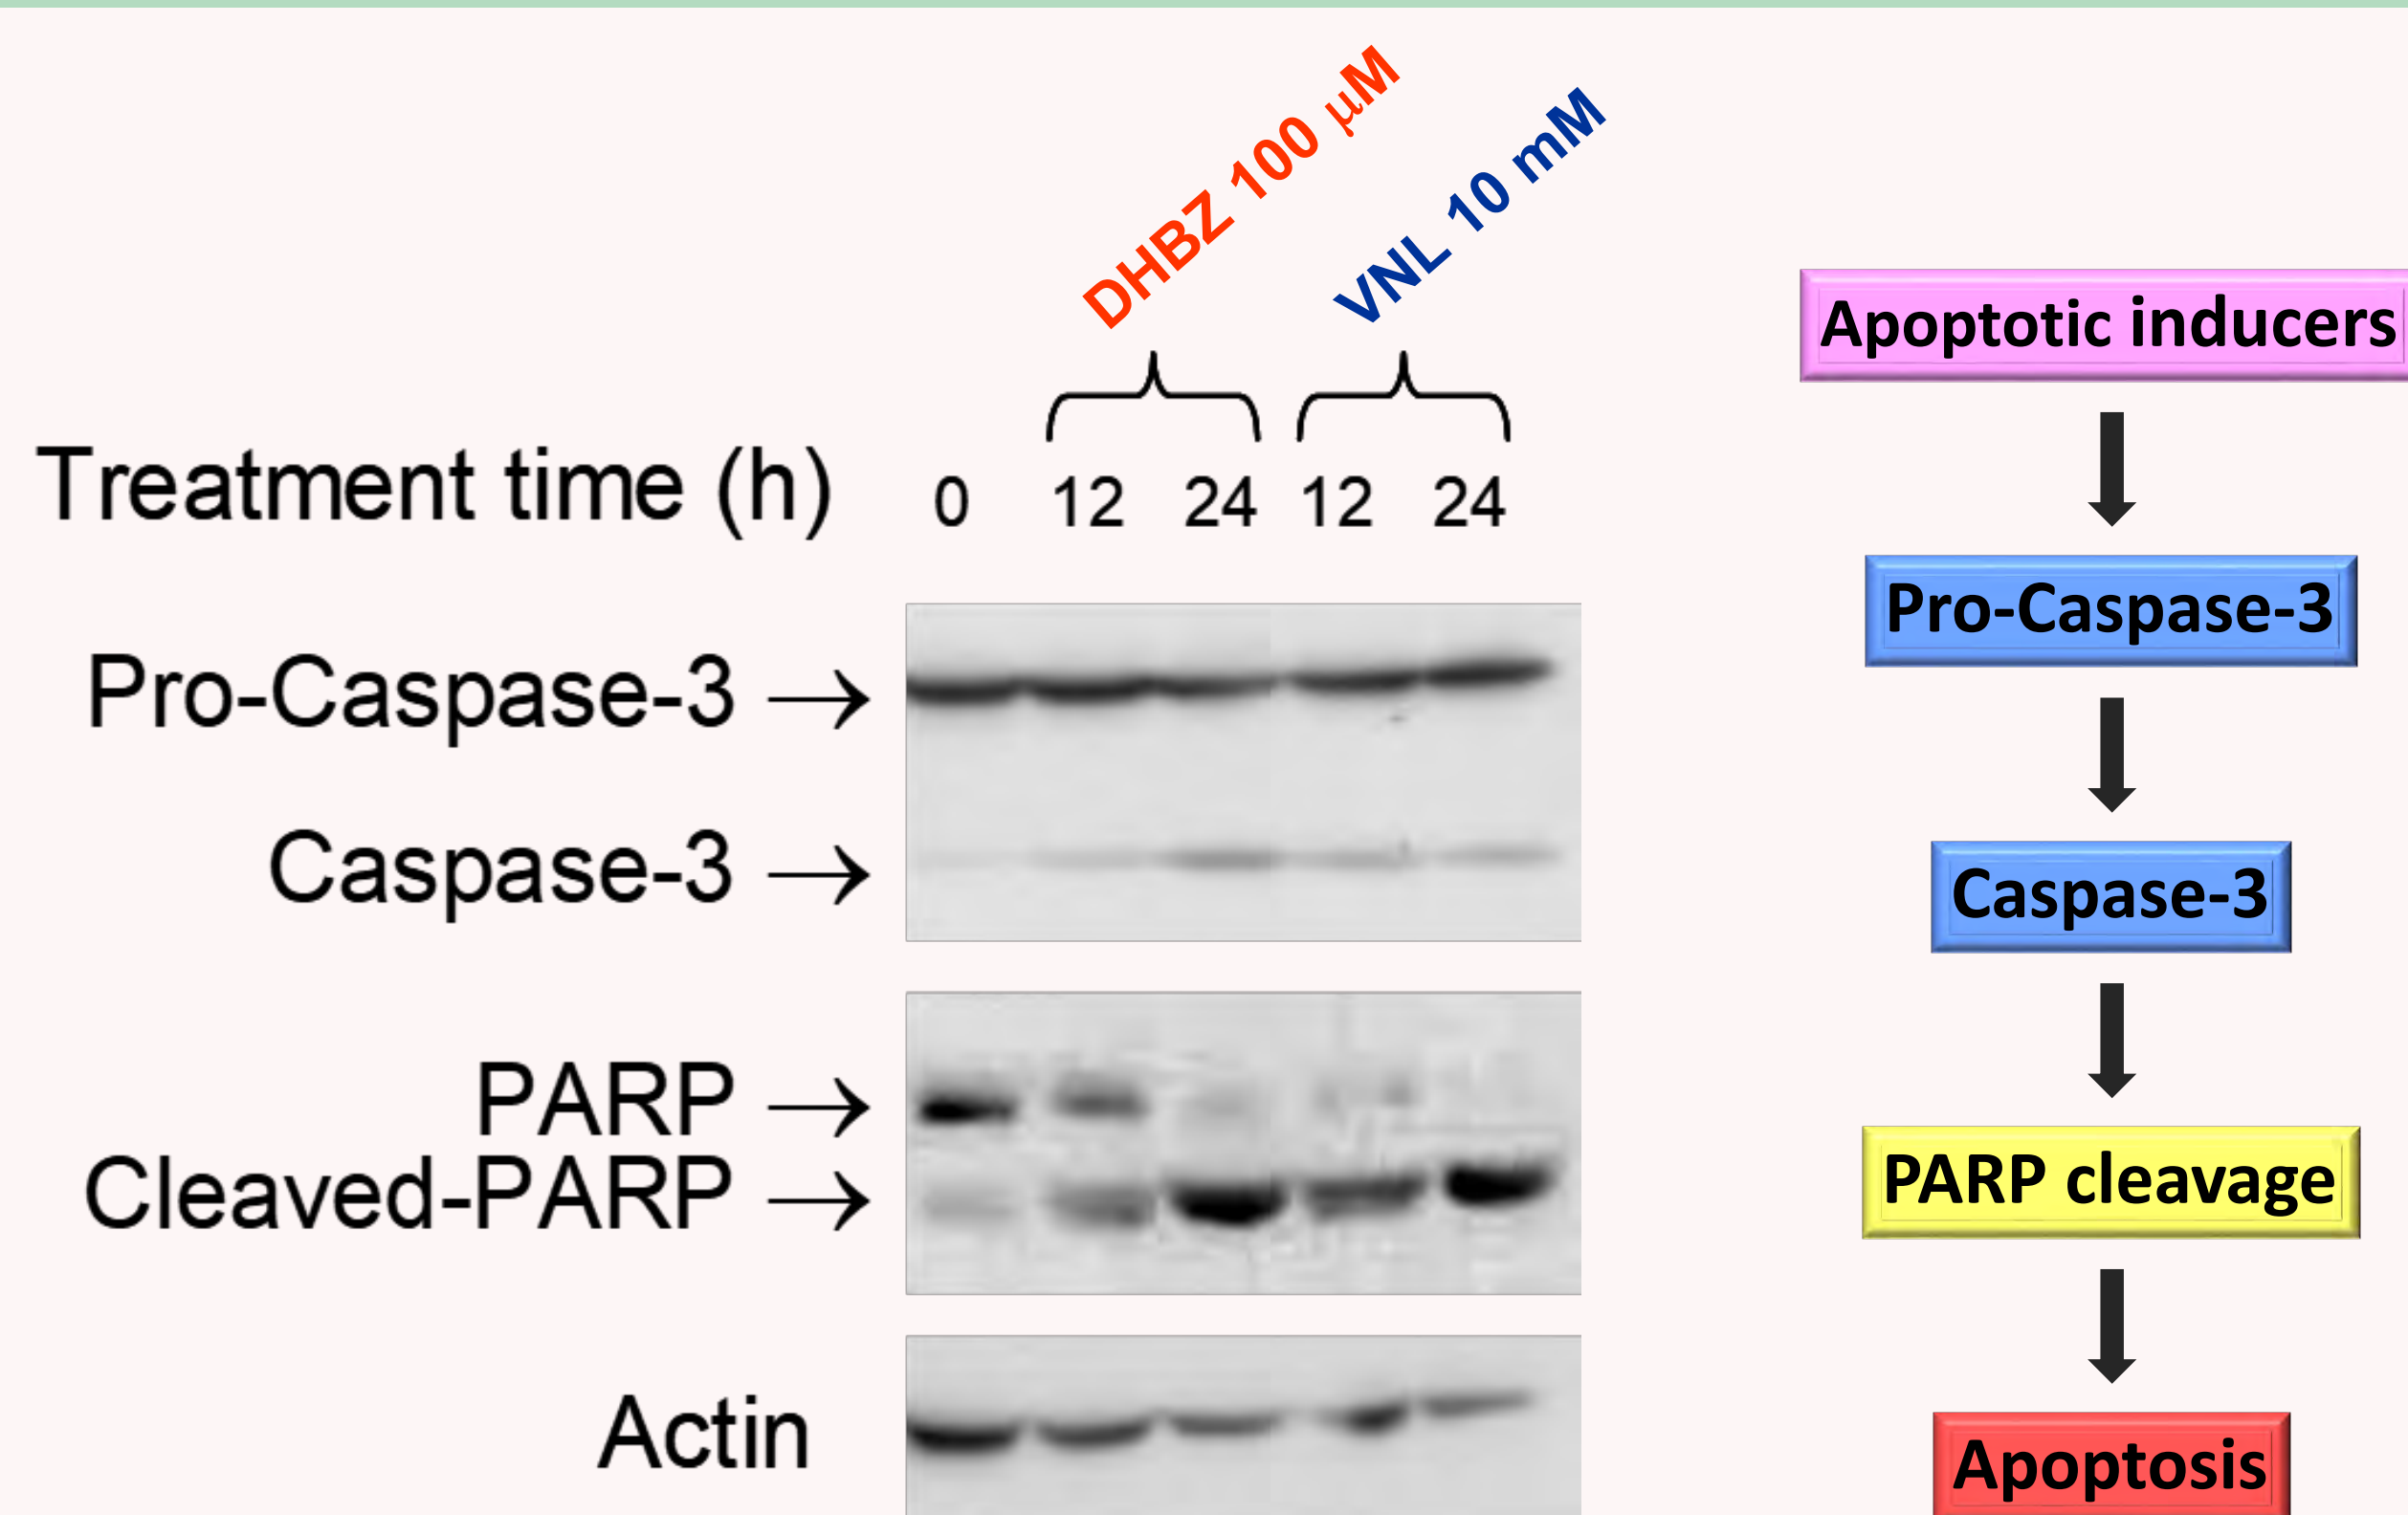 DHBZ 100 μM
VNL 10 mM
Treatment time (h) 0 12 24 12 24
Pro-Caspase-3 →
Caspase-3 →
PARP →
Cleaved-PARP →
Actin
Apoptotic inducers
Pro-Caspase-3
Caspase-3
PARP cleavage
Apoptosis